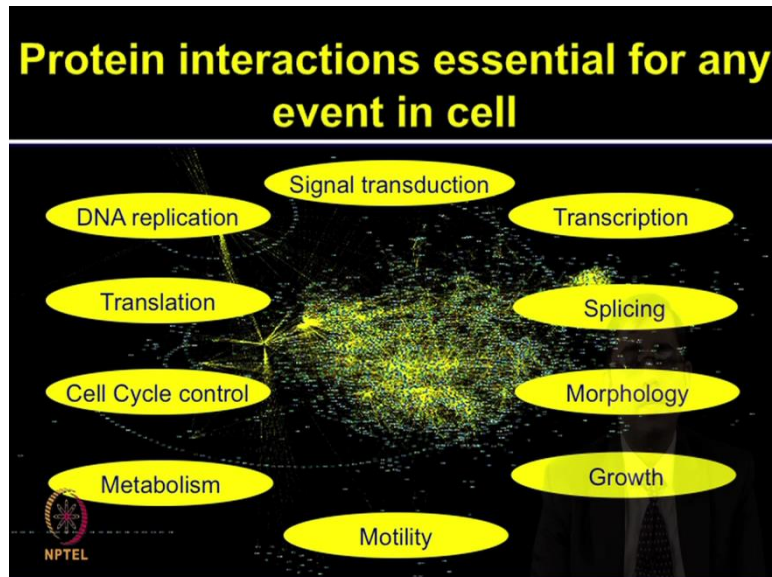 Protein interactions essential for any
event in cell
Signal transduction
DNA replication
Transcription
Translation
Splicing
Cell Cycle control
Morphology
Metabolism
Growth
Motility
NPTEL